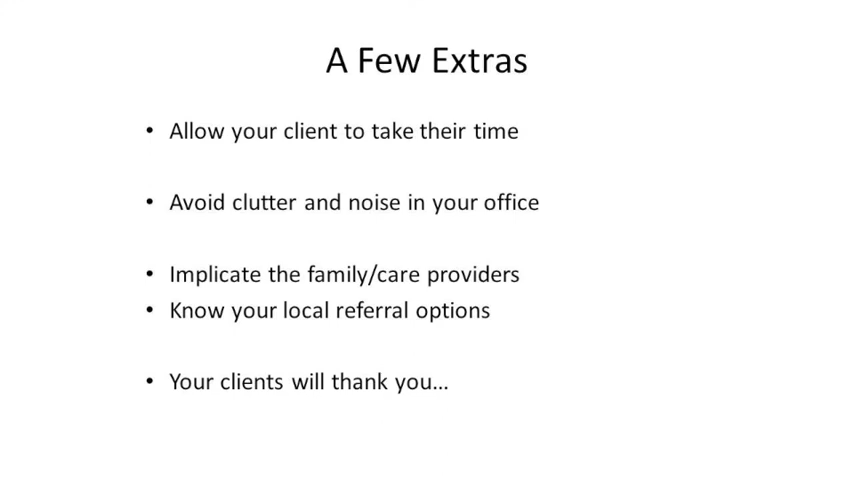 A Few Extras
• Allow your client to take their time
• Avoid clutter and noise in your office
• Implicate the family/care providers
• Know your local referral options
• Your clients will thank you…